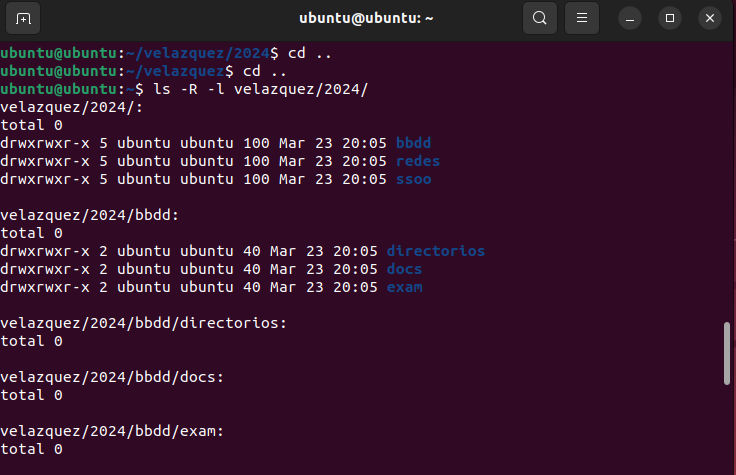 ubuntu@ubuntu: ~
ubuntu@ubuntu:~/velazquez/2024$ cd ..
ubuntu@ubuntu:~/velazquez$ cd ..
ubuntu@ubuntu:~$ ls -R -l velazquez/2024/
velazquez/2024/:
total 0
drwxrwxr-x 5 ubuntu ubuntu 100 Mar 23 20:05 bbdd
drwxrwxr-x 5 ubuntu ubuntu 100 Mar 23 20:05 redes
drwxrwxr-x 5 ubuntu ubuntu 100 Mar 23 20:05 ssoo

velazquez/2024/bbdd:
total 0
drwxrwxr-x 2 ubuntu ubuntu 40 Mar 23 20:05 directorios
drwxrwxr-x 2 ubuntu ubuntu 40 Mar 23 20:05 docs
drwxrwxr-x 2 ubuntu ubuntu 40 Mar 23 20:05 exam

velazquez/2024/bbdd/directorios:
total 0

velazquez/2024/bbdd/docs:
total 0

velazquez/2024/bbdd/exam:
total 0